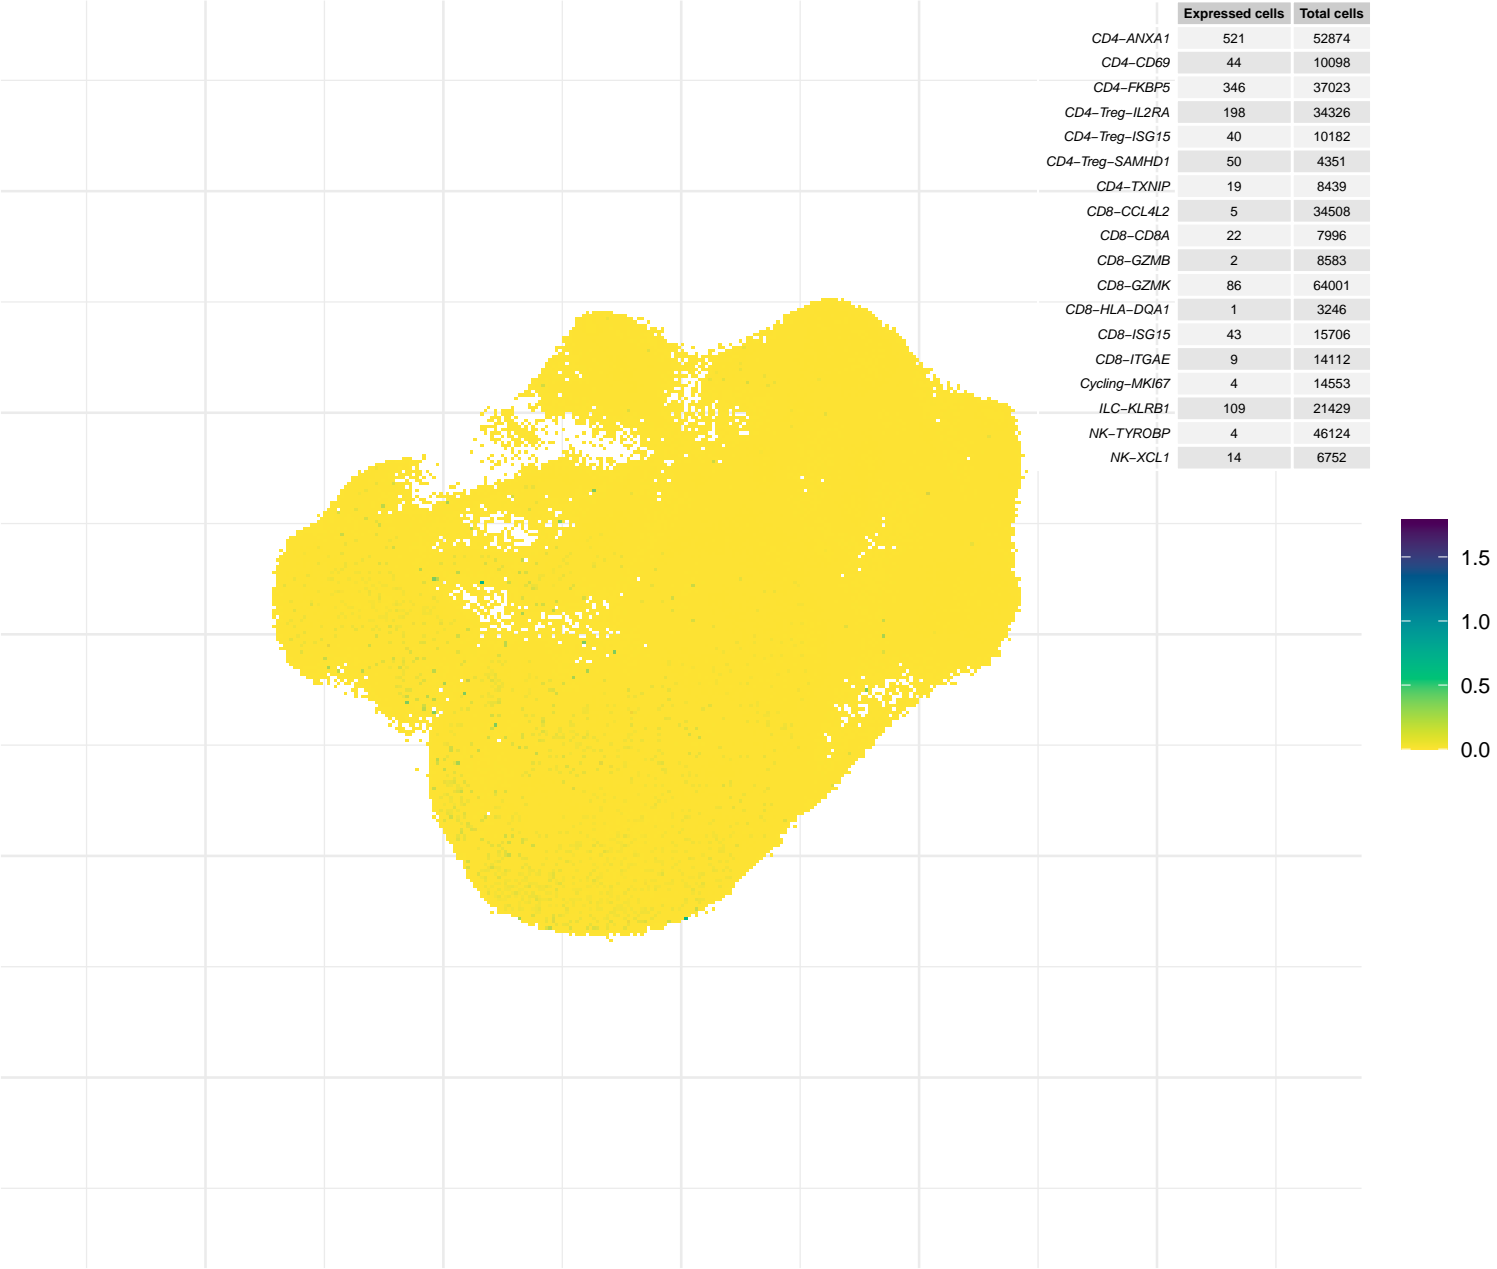 Expressed cells Total cells
CD4−ANXA1 521 52874
CD4−CD69 44 10098
CD4−FKBP5 346 37023
CD4−Treg−IL2RA 198 34326
CD4−Treg−ISG15 40 10182
CD4−Treg−SAMHD1 50 4351
CD4−TXNIP 19 8439
CD8−CCL4L2 5 34508
CD8−CD8A 22 7996
CD8−GZMB 2 8583
CD8−GZMK 86 64001
CD8−HLA−DQA1 1 3246
CD8−ISG15 43 15706
CD8−ITGAE 9 14112
Cycling−MKI67 4 14553
ILC−KLRB1 109 21429
NK−TYROBP 4 46124
NK−XCL1 14 6752
1.5
1.0
0.5
0.0